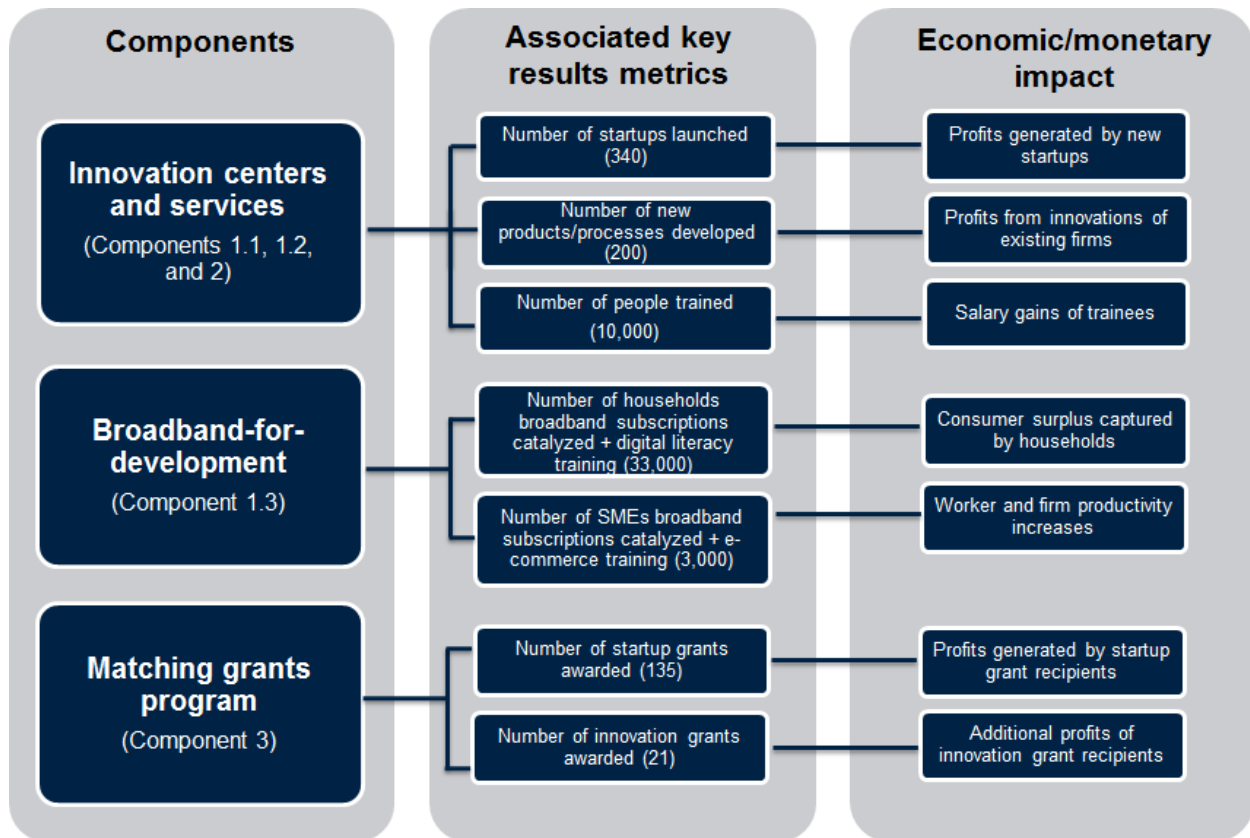 Components
Innovation centers
and services
(Components 1.1, 1.2,
and 2)
Broadband-for-
development
(Component 1.3)
Matching grants
program
(Component 3)
Associated key
results metrics
Number of startups launched
(340)
Number of new
products/processes developed
(200)
Number of people trained
(10,000)
Number of households
broadband subscriptions
catalyzed + digital literacy
training (33,000)
Number of SMEs broadband
subscriptions catalyzed + e-
commerce training (3,000)
Number of startup grants
awarded (135)
Number of innovation grants
awarded (21)
Economic/monetary
impact
Profits generated by new
startups
Profits from innovations of
existing firms
Salary gains of trainees
Consumer surplus captured
by households
Worker and firm productivity
increases
Profits generated by startup
grant recipients
Additional profits of
innovation grant recipients